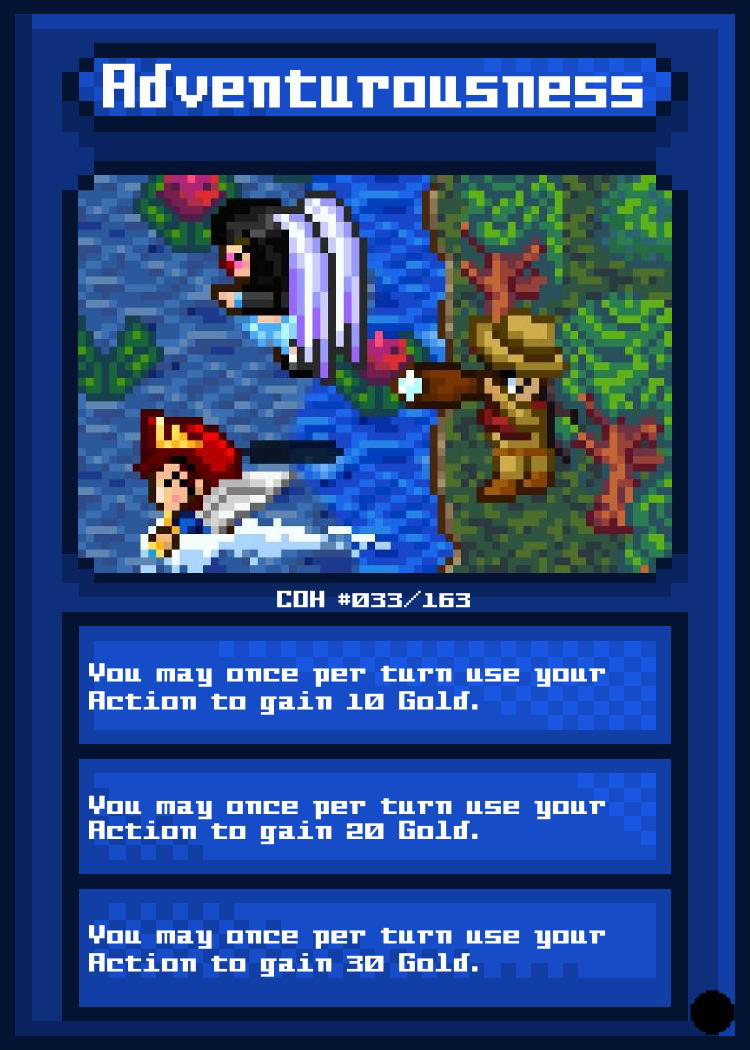 Adventurousness
COH #033/163
You may once per turn use your
Action to gain 10 Gold.
You may once per turn use your
Action to gain 20 Gold.
You may once per turn use your
Action to gain 30 Gold.